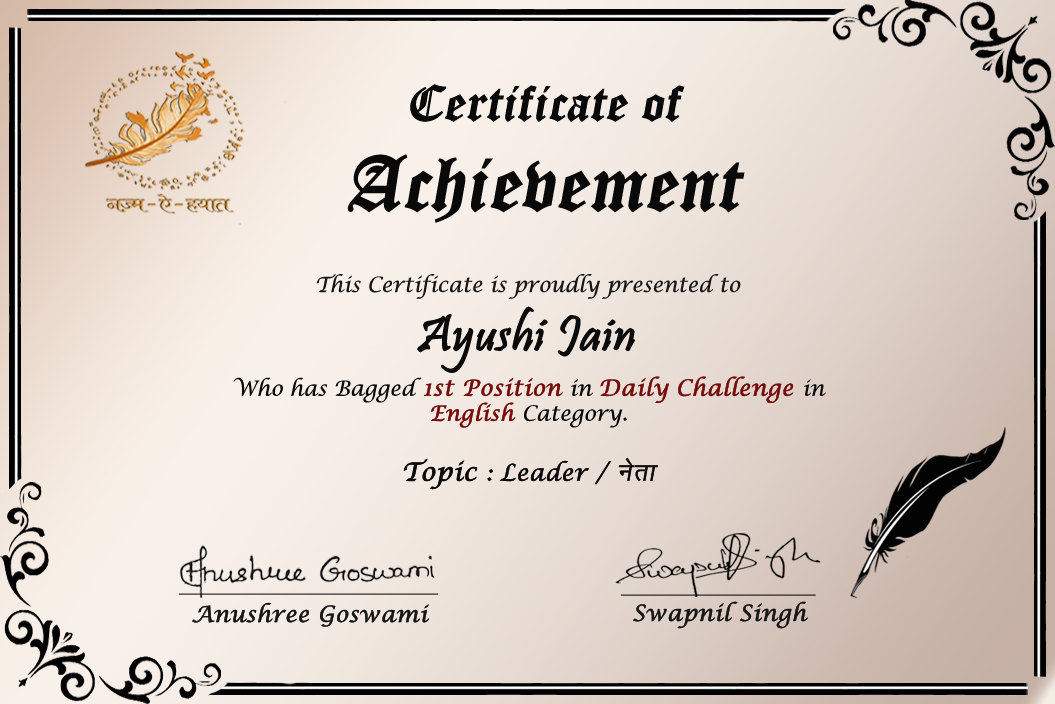 नज़्म-ऐ-हयात
Certificate of
Achievement
This Certificate is proudly presented to
Ayushi Jain
Who has Bagged 1st Position in Daily Challenge in
English Category.
Topic : Leader / नेता
Anushree Goswami
Swapnil Singh
Anushree Goswami
Swapnil Singh